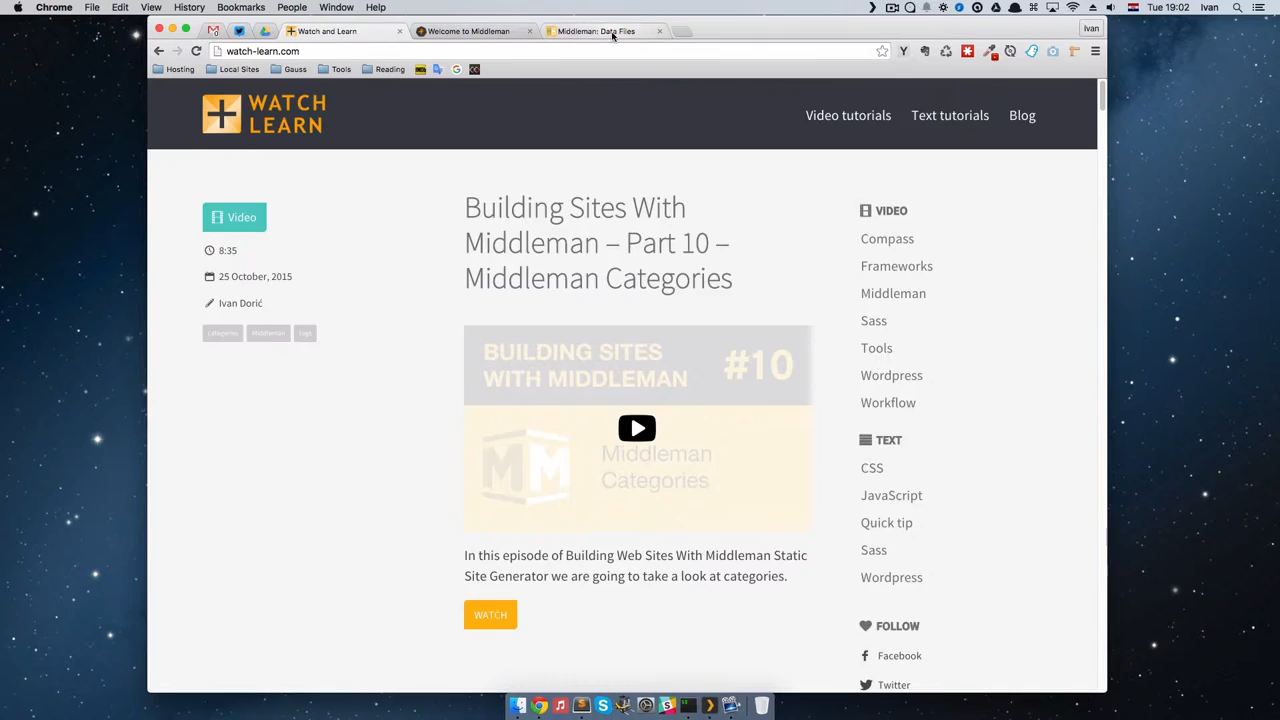 Chrome File Edit View History Bookmarks People Window Help Tue 19:02 Ivan
Watch and Learn Welcome to Middleman Middleman: Data Files Ivan
watch-learn.com
Hosting Local Sites Gauss Tools Reading
WATCH
LEARN
Video tutorials Text tutorials Blog
Video
8:35
25 October, 2015
Ivan Dorić
categories Middleman tags
Building Sites With
Middleman – Part 10 –
Middleman Categories
BUILDING SITES
WITH MIDDLEMAN
#10
MM
Middleman
Categories
In this episode of Building Web Sites With Middleman Static
Site Generator we are going to take a look at categories.
WATCH
VIDEO
Compass
Frameworks
Middleman
Sass
Tools
Wordpress
Workflow
TEXT
CSS
JavaScript
Quick tip
Sass
Wordpress
FOLLOW
Facebook
Twitter